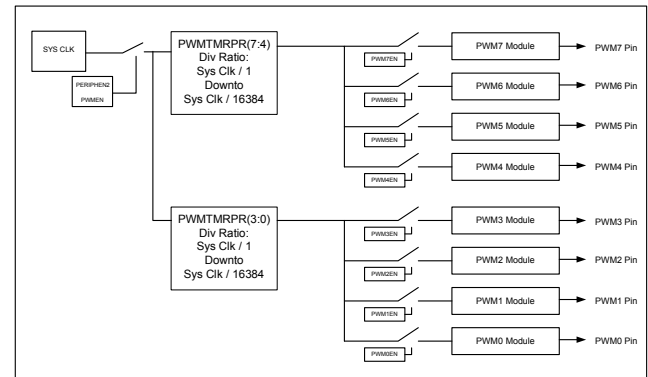 SYS CLK
PERIPHEN2
PWMEN
PWMTMRPR(7:4)
Div Ratio:
Sys Clk / 1
Downto
Sys Clk / 16384
PWM7EN
PWM7 Module
PWM7 Pin
PWM6EN
PWM6 Module
PWM6 Pin
PWM5EN
PWM5 Module
PWM5 Pin
PWM4EN
PWM4 Module
PWM4 Pin
PWMTMRPR(3:0)
Div Ratio:
Sys Clk / 1
Downto
Sys Clk / 16384
PWM3EN
PWM3 Module
PWM3 Pin
PWM2EN
PWM2 Module
PWM2 Pin
PWM1EN
PWM1 Module
PWM1 Pin
PWM0EN
PWM0 Module
PWM0 Pin